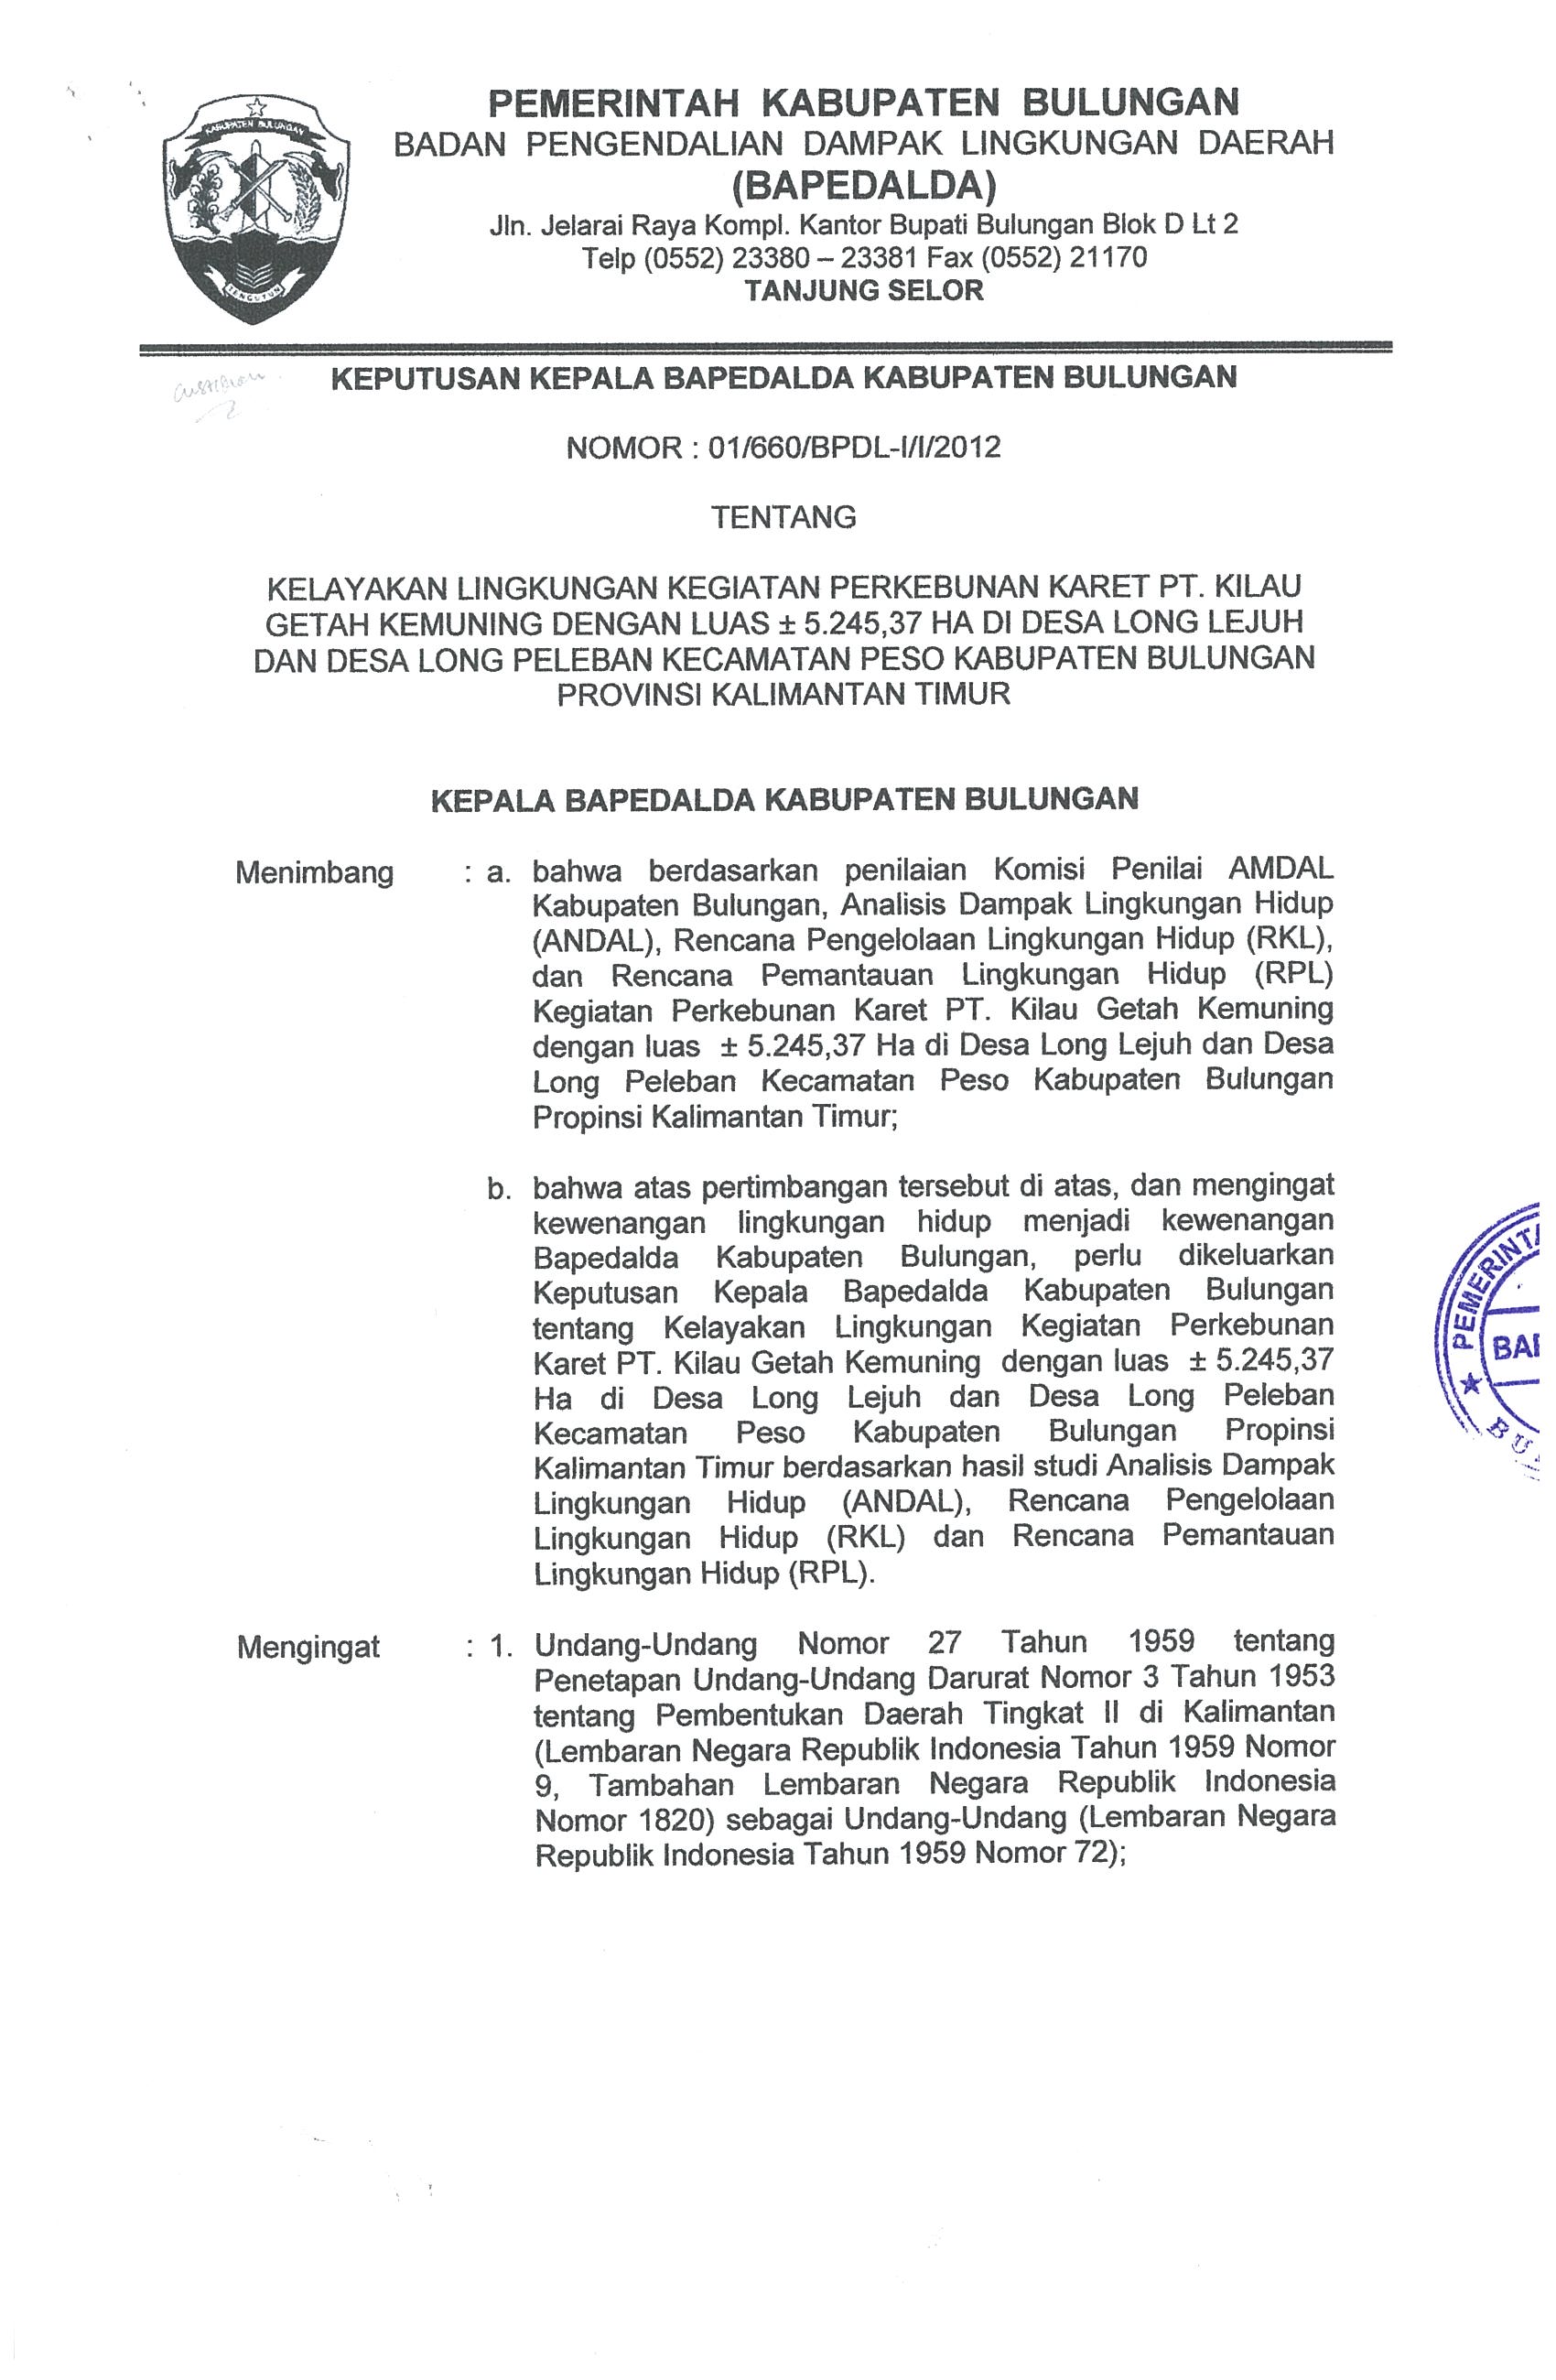 KABUPATEN BULUNGAN
TENGUYUN
PEMERINTAH KABUPATEN BULUNGAN
BADAN PENGENDALIAN DAMPAK LINGKUNGAN DAERAH
(BAPEDALDA)
Jln. Jelarai Raya Kompl. Kantor Bupati Bulungan Blok D Lt 2
Telp (0552) 23380 – 23381 Fax (0552) 21170
TANJUNG SELOR
KEPUTUSAN KEPALA BAPEDALDA KABUPATEN BULUNGAN
NOMOR : 01/660/BPDL-I/I/2012
TENTANG
KELAYAKAN LINGKUNGAN KEGIATAN PERKEBUNAN KARET PT. KILAU
GETAH KEMUNING DENGAN LUAS ± 5.245,37 HA DI DESA LONG LEJUH
DAN DESA LONG PELEBAN KECAMATAN PESO KABUPATEN BULUNGAN
PROVINSI KALIMANTAN TIMUR
KEPALA BAPEDALDA KABUPATEN BULUNGAN
Menimbang : a. bahwa berdasarkan penilaian Komisi Penilai AMDAL
Kabupaten Bulungan, Analisis Dampak Lingkungan Hidup
(ANDAL), Rencana Pengelolaan Lingkungan Hidup (RKL),
dan Rencana Pemantauan Lingkungan Hidup (RPL)
Kegiatan Perkebunan Karet PT. Kilau Getah Kemuning
dengan luas ± 5.245,37 Ha di Desa Long Lejuh dan Desa
Long Peleban Kecamatan Peso Kabupaten Bulungan
Propinsi Kalimantan Timur;
b. bahwa atas pertimbangan tersebut di atas, dan mengingat
kewenangan lingkungan hidup menjadi kewenangan
Bapedalda Kabupaten Bulungan, perlu dikeluarkan
Keputusan Kepala Bapedalda Kabupaten Bulungan
tentang Kelayakan Lingkungan Kegiatan Perkebunan
Karet PT. Kilau Getah Kemuning dengan luas ± 5.245,37
Ha di Desa Long Lejuh dan Desa Long Peleban
Kecamatan Peso Kabupaten Bulungan Propinsi
Kalimantan Timur berdasarkan hasil studi Analisis Dampak
Lingkungan Hidup (ANDAL), Rencana Pengelolaan
Lingkungan Hidup (RKL) dan Rencana Pemantauan
Lingkungan Hidup (RPL).
PEMERINTA
BA
BU
Mengingat : 1. Undang-Undang Nomor 27 Tahun 1959 tentang
Penetapan Undang-Undang Darurat Nomor 3 Tahun 1953
tentang Pembentukan Daerah Tingkat II di Kalimantan
(Lembaran Negara Republik Indonesia Tahun 1959 Nomor
9, Tambahan Lembaran Negara Republik Indonesia
Nomor 1820) sebagai Undang-Undang (Lembaran Negara
Republik Indonesia Tahun 1959 Nomor 72);